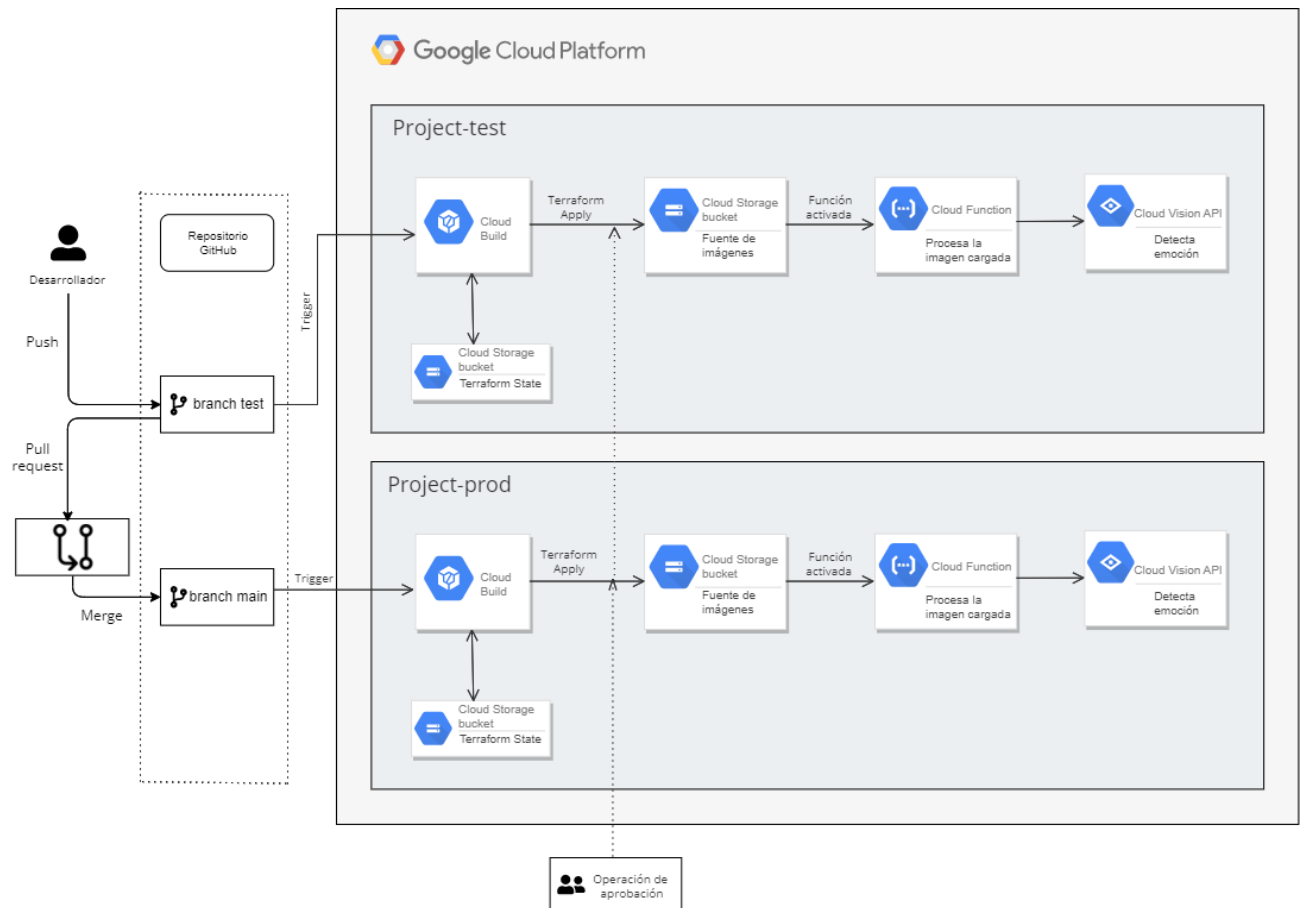 Google Cloud Platform
Project-test
Cloud
Build
Terraform
Apply
Cloud Storage
bucket
Fuente de
imágenes
Función
activada
Cloud Function
Procesa la
imagen cargada
Cloud Vision API
Detecta
emoción
Cloud Storage
bucket
Terraform State
Repositorio
GitHub
Desarrollador
Push
Trigger
branch test
Pull
request
Merge
branch main
Trigger
Project-prod
Cloud
Build
Terraform
Apply
Cloud Storage
bucket
Fuente de
imágenes
Función
activada
Cloud Function
Procesa la
imagen cargada
Cloud Vision API
Detecta
emoción
Cloud Storage
bucket
Terraform State
Operación de
aprobación